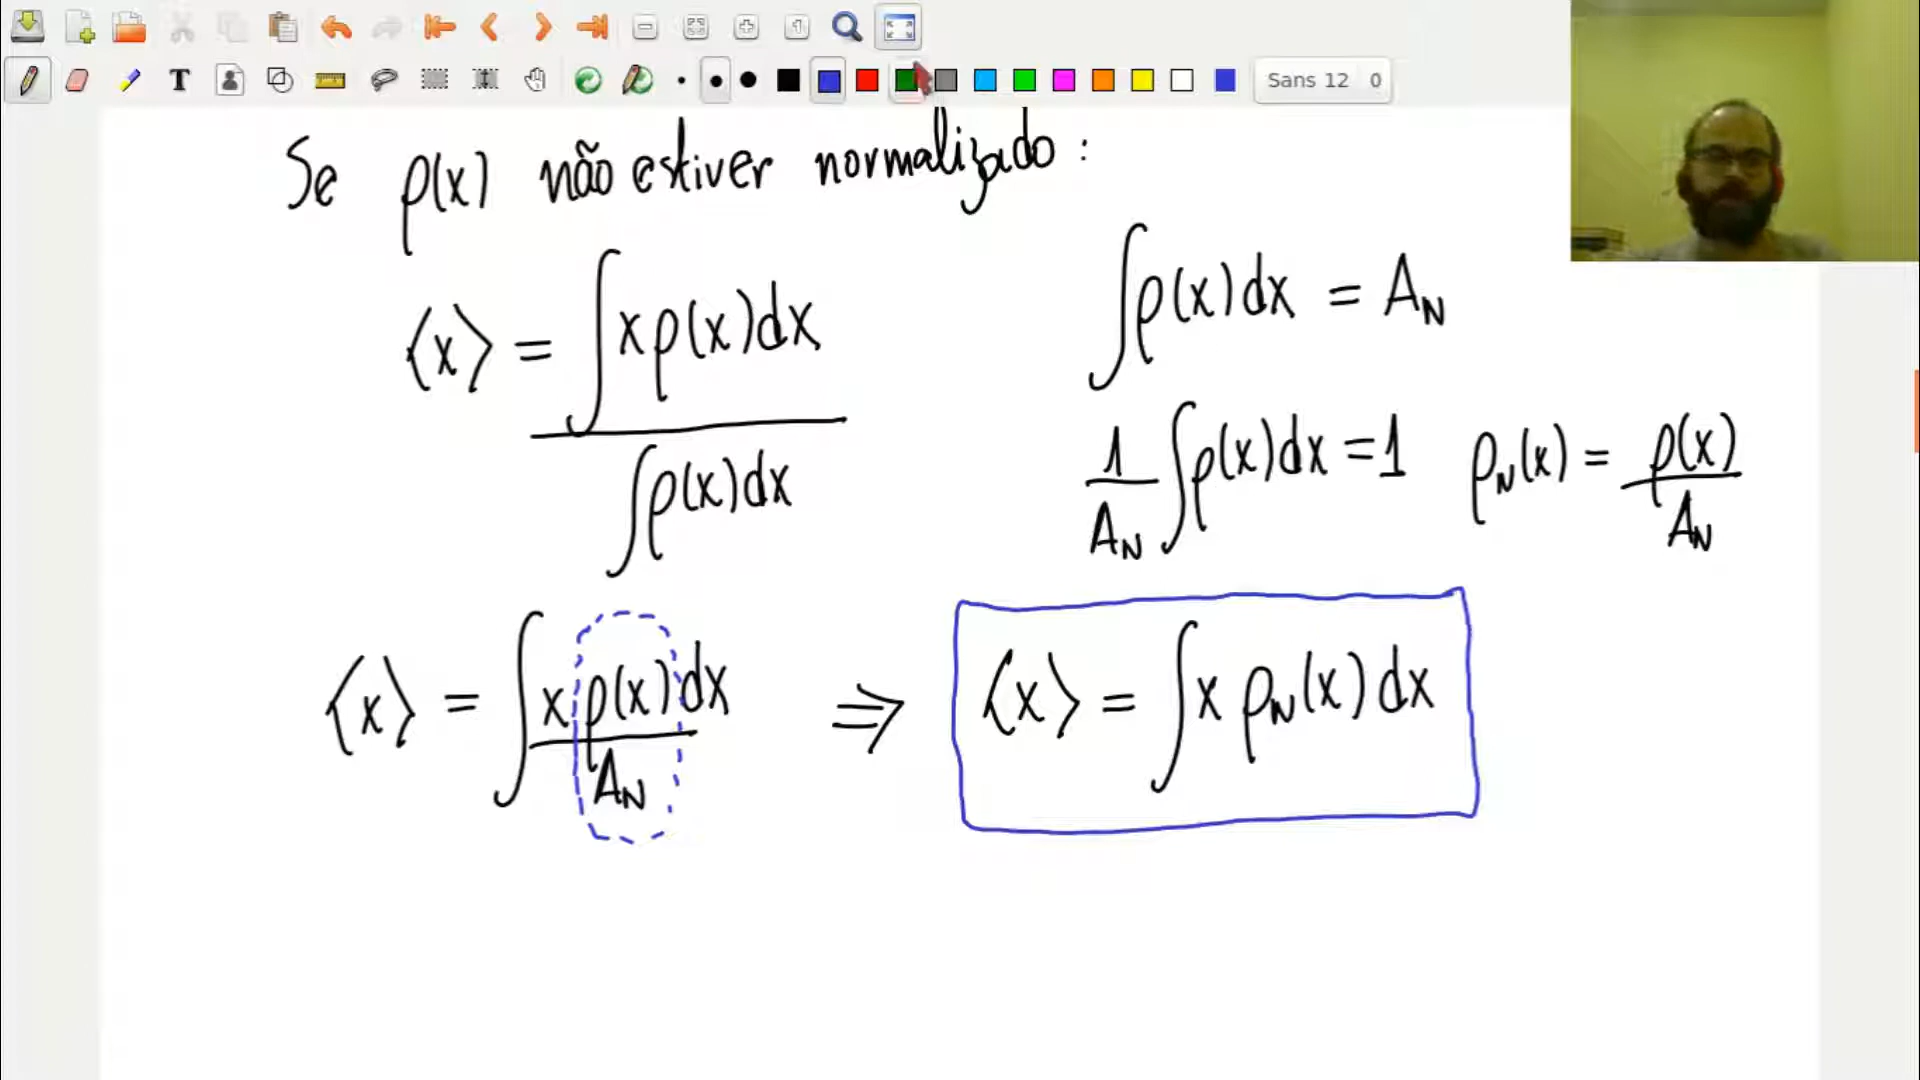 Sans 12 0
Se ρ(x) não estiver normalizado:
⟨x⟩ = ∫xρ(x)dx / ∫ρ(x)dx
∫ρ(x)dx = A_N
1/A_N ∫ρ(x)dx = 1 ρ_N(x) = ρ(x)/A_N
⟨x⟩ = ∫ xρ(x)/A_N dx ⇒ ⟨x⟩ = ∫x ρ_N(x) dx